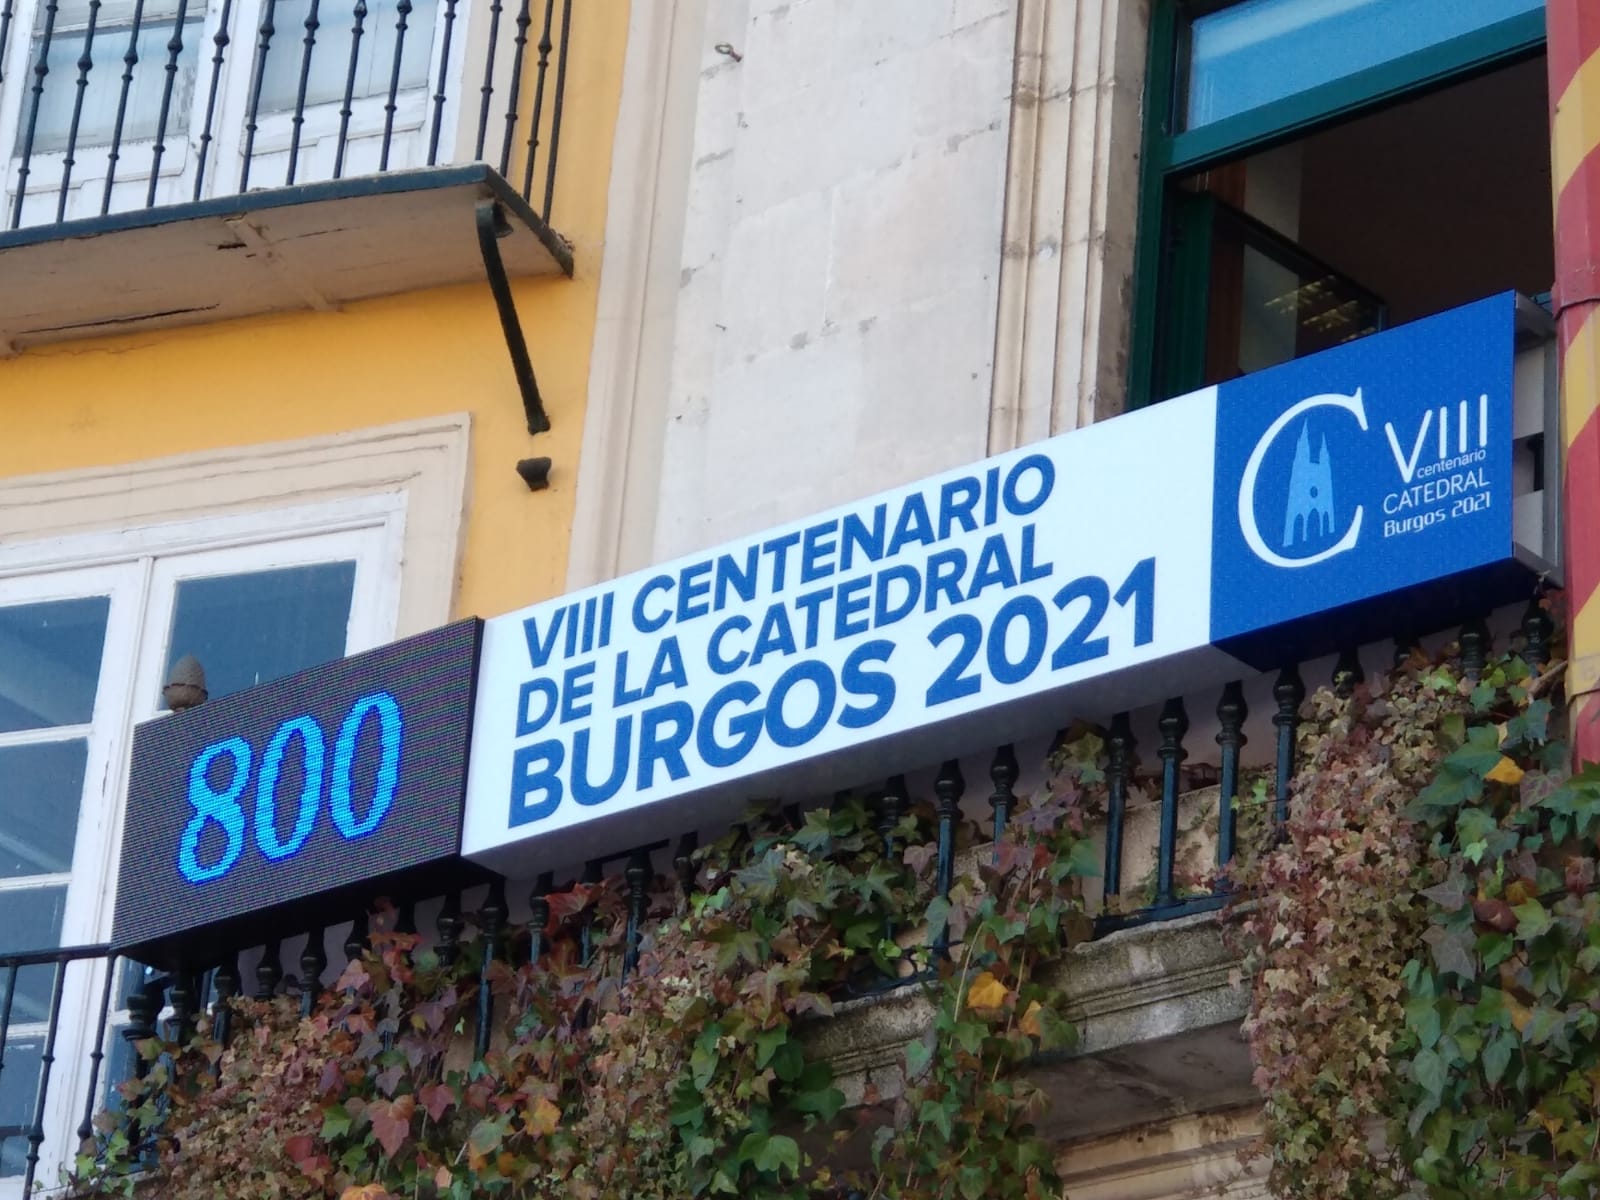 800
VIII CENTENARIO
DE LA CATEDRAL
BURGOS 2021
C VIII
centenario
CATEDRAL
Burgos 2021